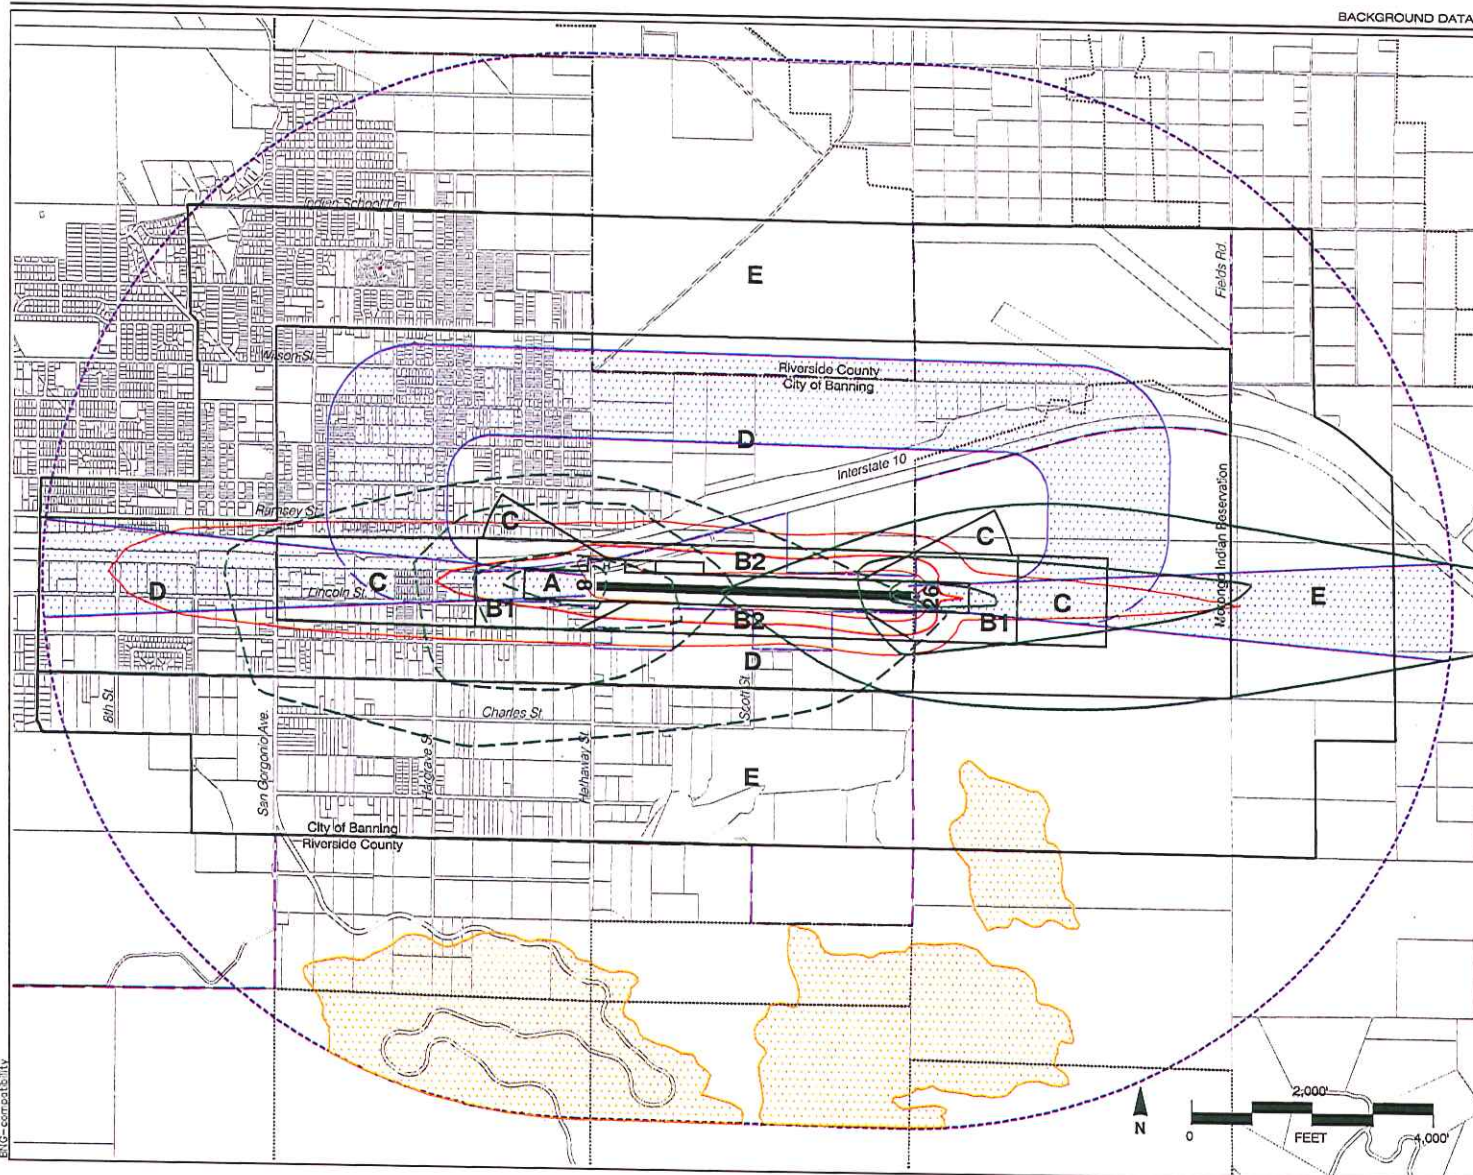 BACKGROUND DATA
Indian School Ln
E
Fields Rd.
Wilson St.
Riverside County
City of Banning
D
Interstate 10
Ramsey St.
C
C
Morongo Indian Reservation
B2
D
C
Lincoln St.
A
8
26
C
E
B1
B2
B1
D
8th St.
San Gorgonio Ave.
Charles St
Hargrave St
Hathaway St
Scott St
E
City of Banning
Riverside County
BNG-compatibility
N
2,000'
0
FEET
4,000'